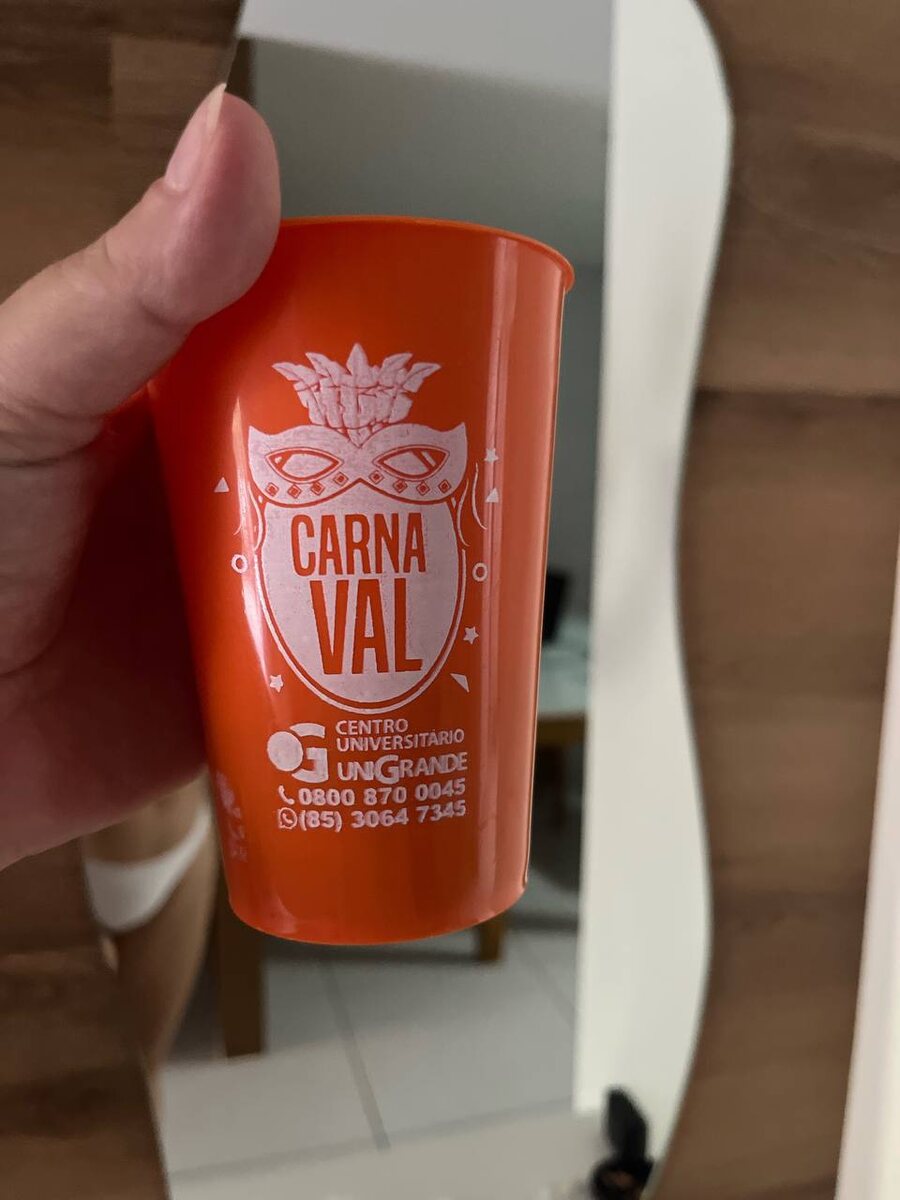 CARNA
VAL
CENTRO
UNIVERSITÁRIO
UNIGRANDE
0800 870 0045
(85) 3064 7345